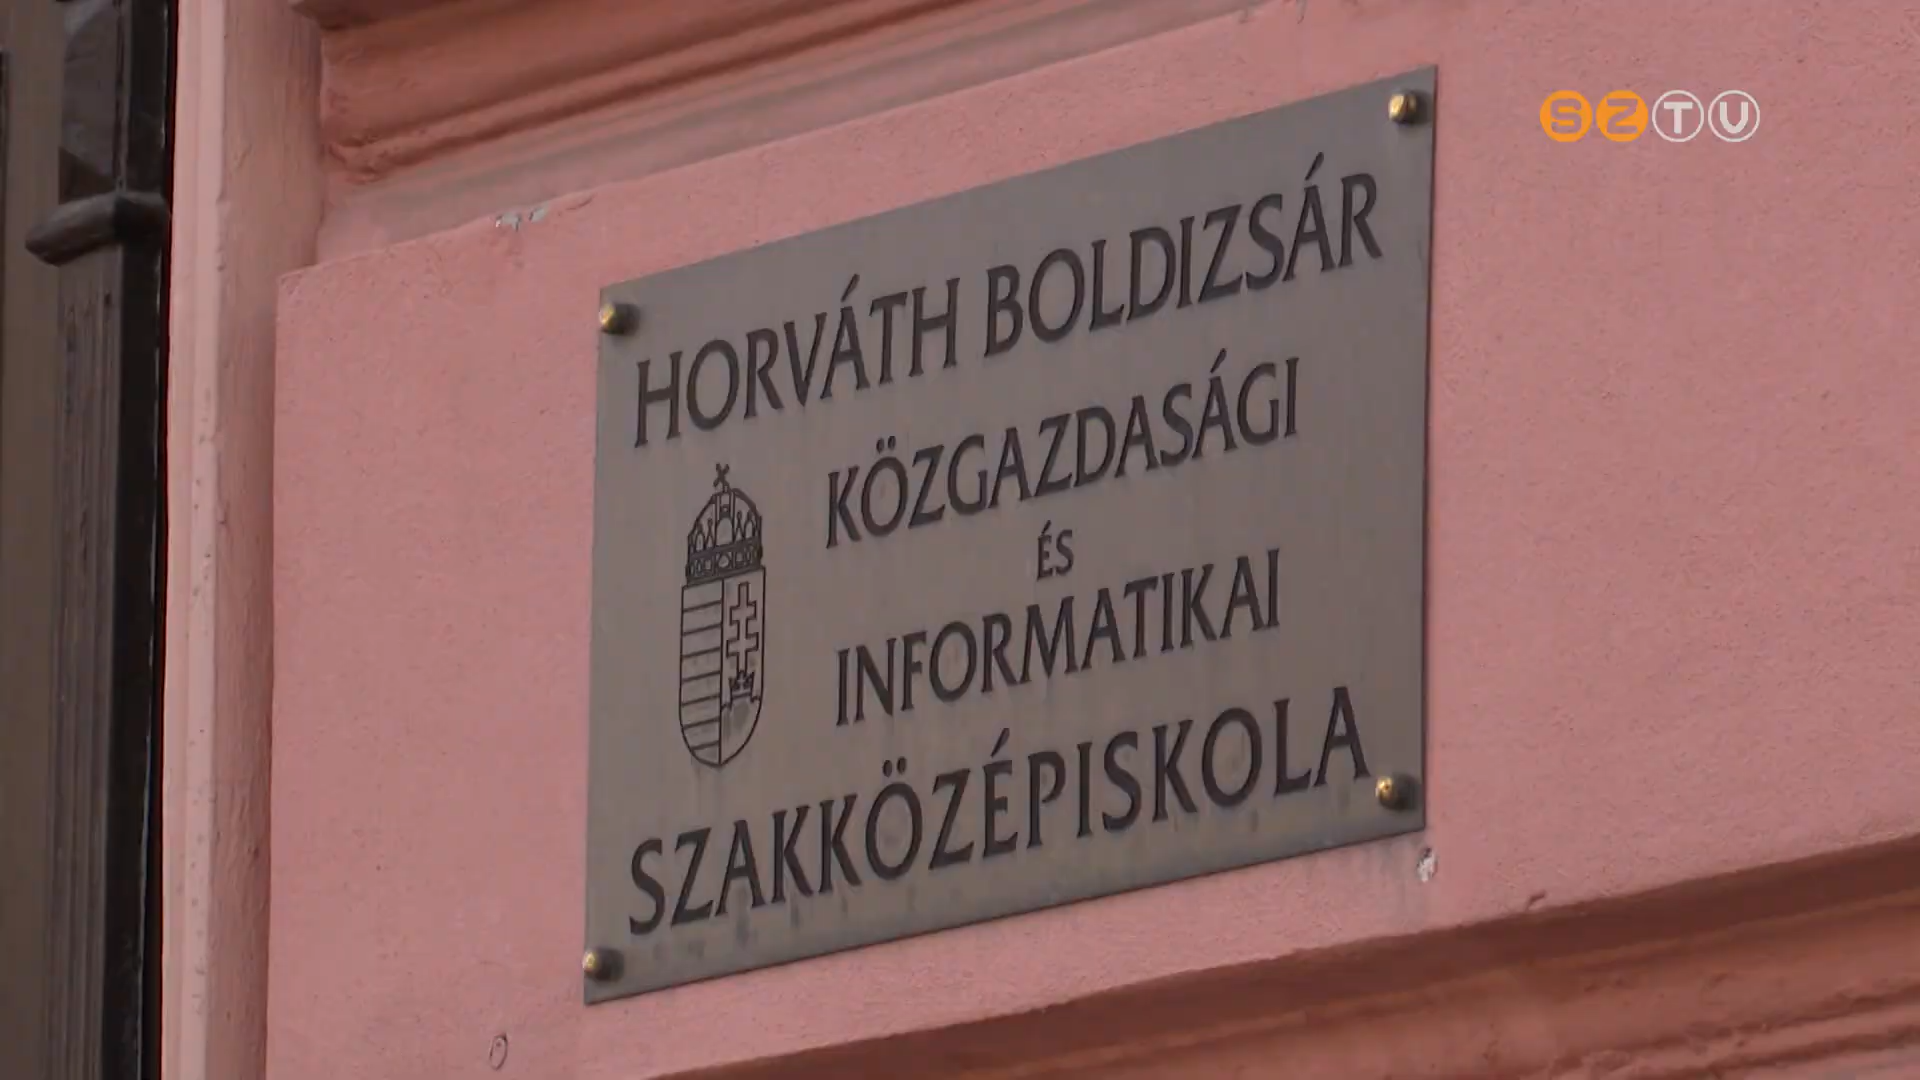 SZTV
HORVÁTH BOLDIZSÁR
KÖZGAZDASÁGI
ÉS
INFORMATIKAI
SZAKKÖZÉPISKOLA